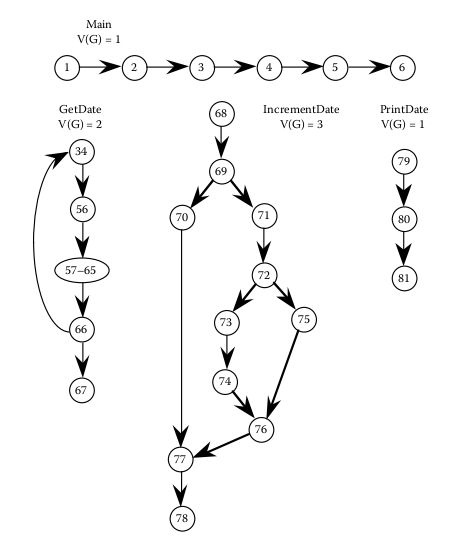 Main
V(G) = 1
1 2 3 4 5 6
GetDate
V(G) = 2
34
56
57–65
66
67
68
IncrementDate
V(G) = 3
69
70
71
72
73
75
74
76
77
78
PrintDate
V(G) = 1
79
80
81